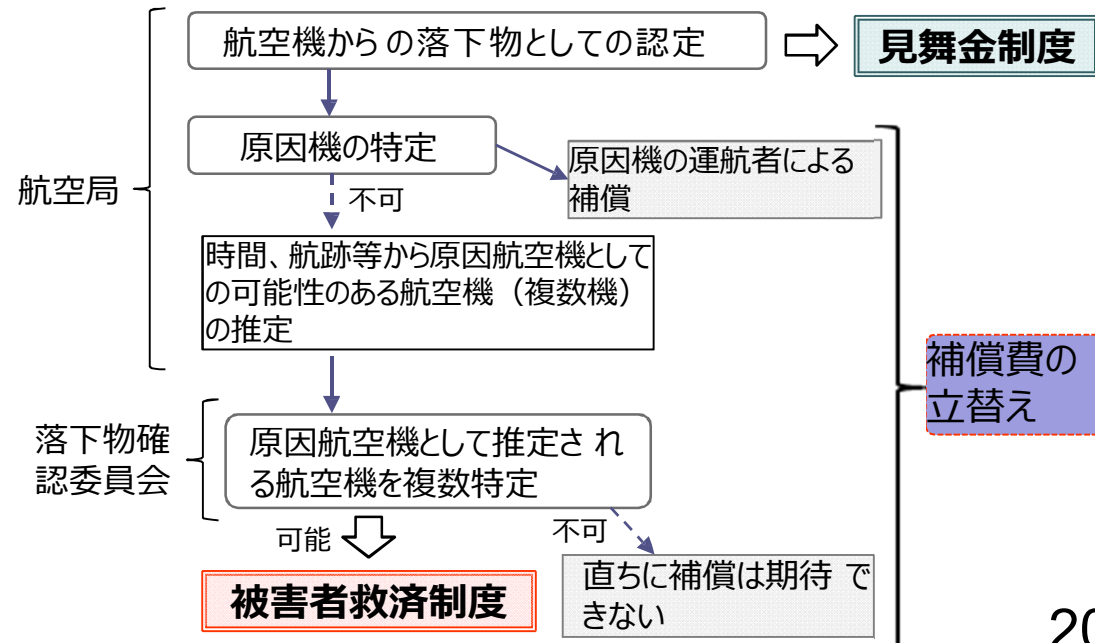 航空機からの落下物としての認定
見舞金制度
原因機の特定
原因機の運航者による
補償
航空局
不可
時間、航跡等から原因航空機として
の可能性のある航空機（複数機）
の推定
補償費の
立替え
落下物確
認委員会
原因航空機として推定され
る航空機を複数特定
可能
不可
被害者救済制度
直ちに補償は期待で
きない
20